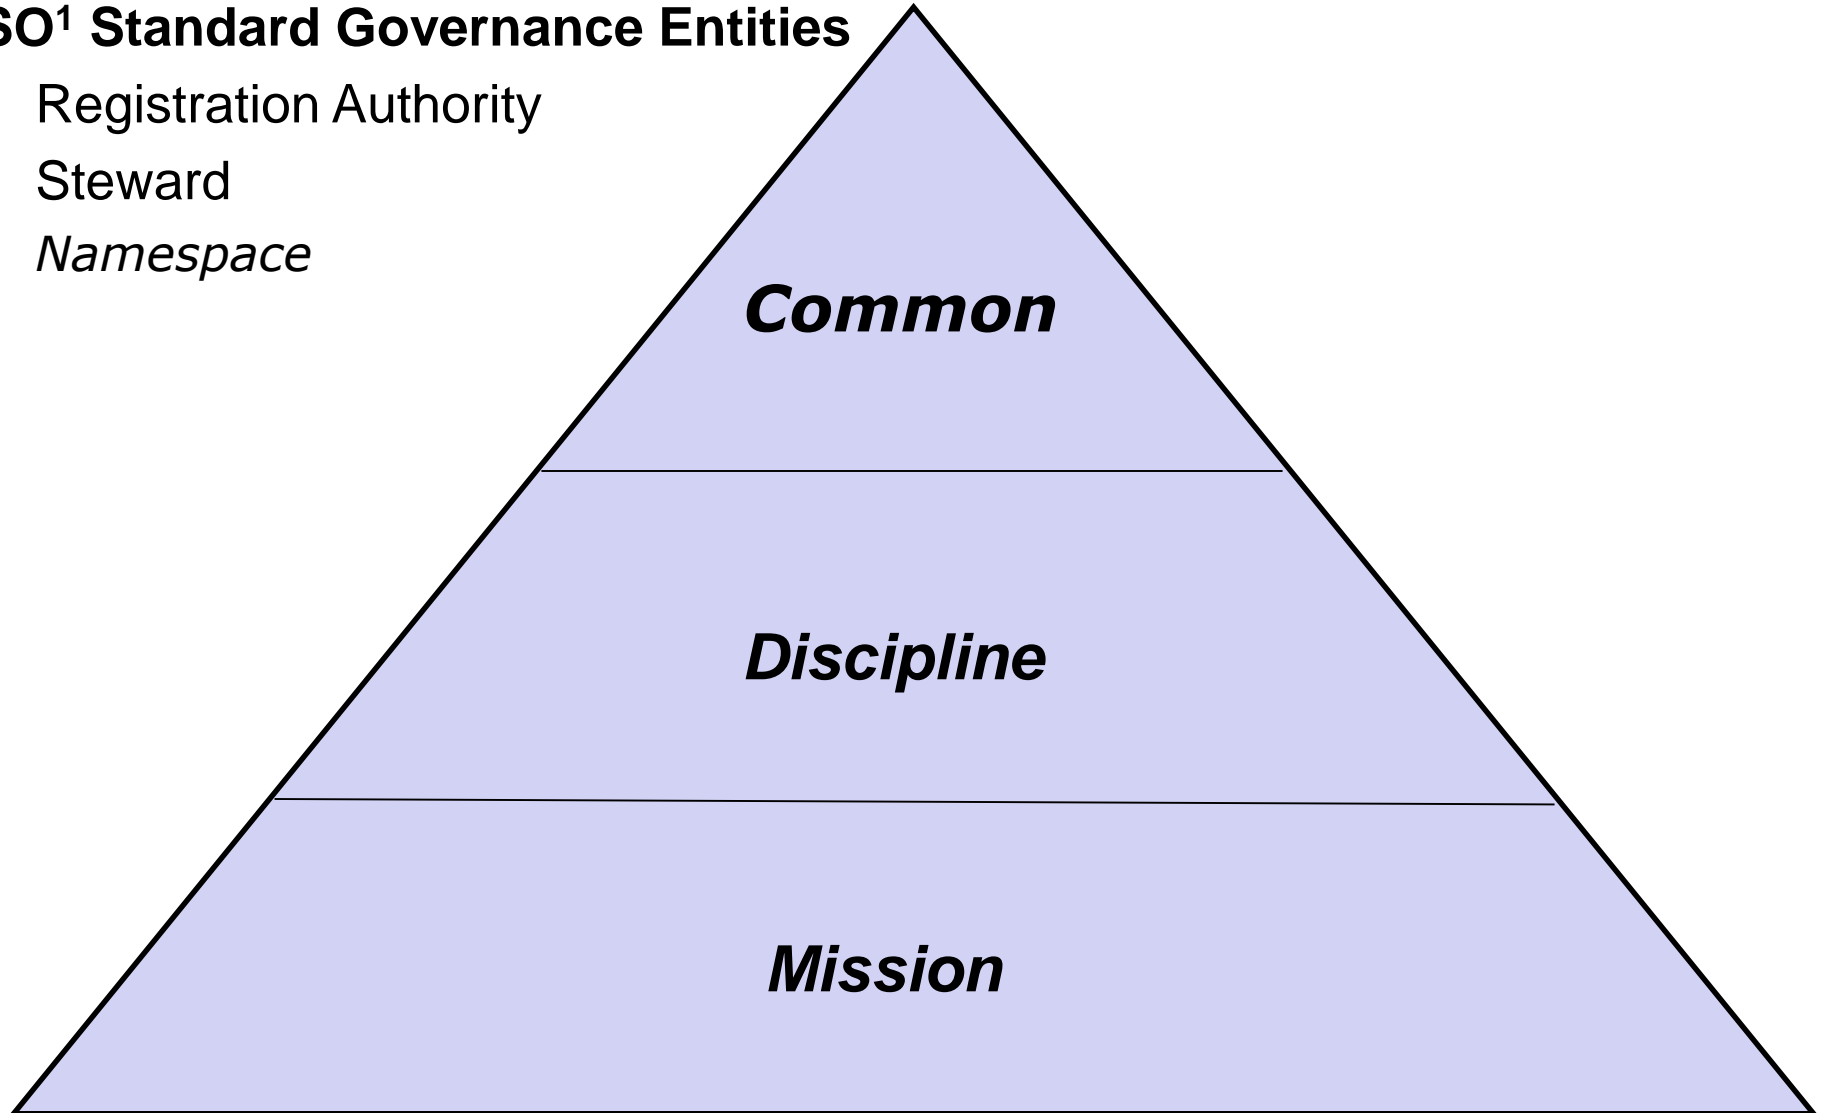 SO¹ Standard Governance Entities
Registration Authority
Steward
Namespace
Common
Discipline
Mission